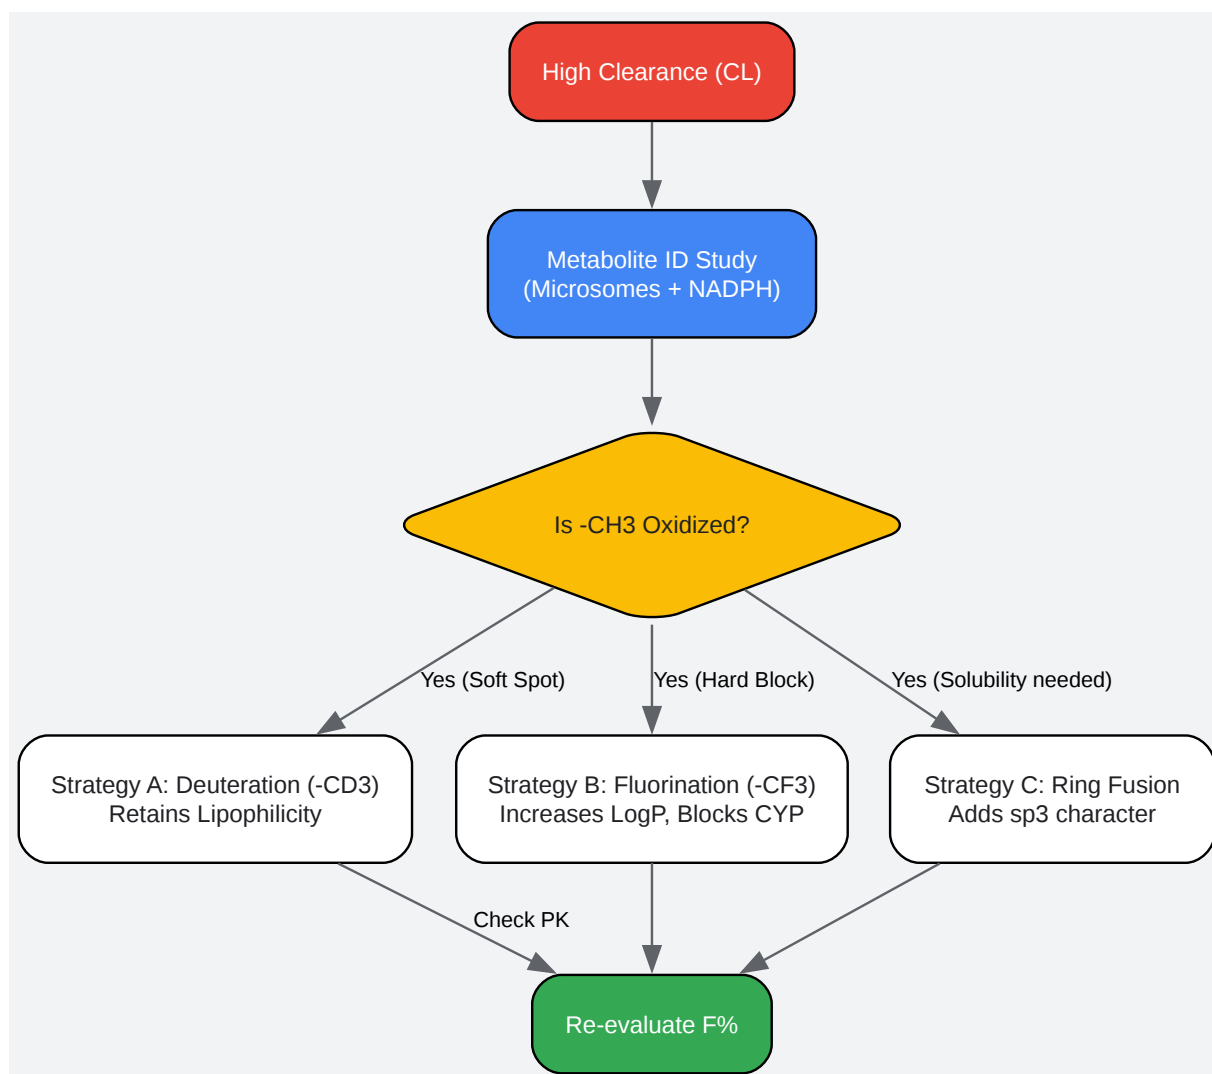 High Clearance (CL)
Metabolite ID Study
(Microsomes + NADPH)
Is -CH3 Oxidized?
Yes (Soft Spot)
Yes (Hard Block)
Yes (Solubility needed)
Strategy A: Deuteration (-CD3)
Retains Lipophilicity
Strategy B: Fluorination (-CF3)
Increases LogP, Blocks CYP
Strategy C: Ring Fusion
Adds sp3 character
Check PK
Re-evaluate F%